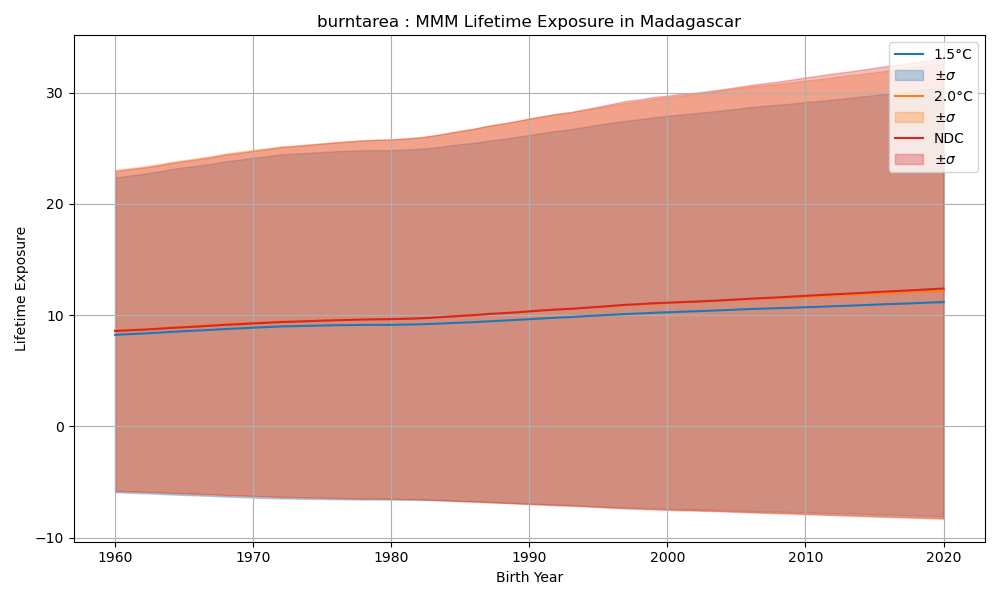 burntarea : MMM Lifetime Exposure in Madagascar
1.5°C
±σ
2.0°C
±σ
NDC
±σ
Lifetime Exposure
30
20
10
0
−10
1960
1970
1980
1990
2000
2010
2020
Birth Year